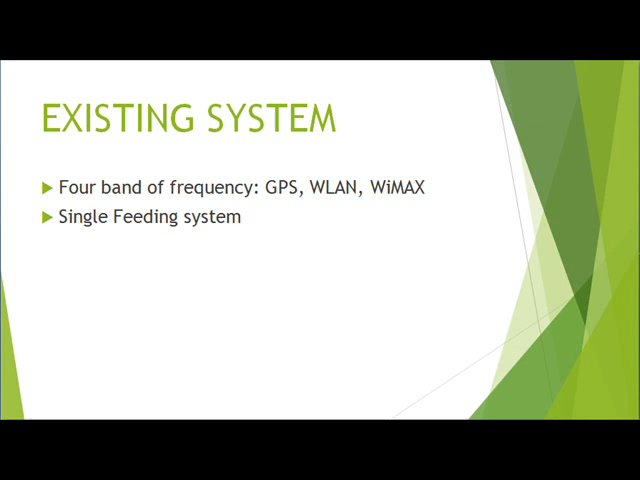 EXISTING SYSTEM
Four band of frequency: GPS, WLAN, WiMAX
Single Feeding system